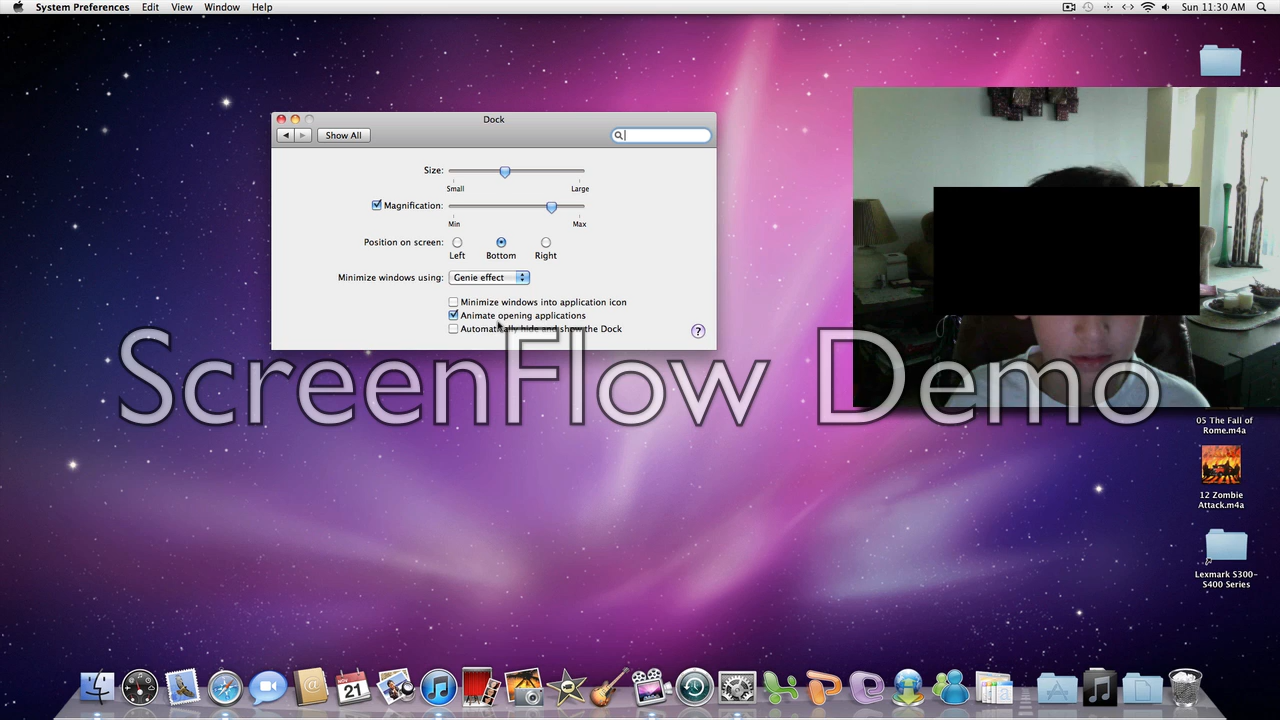 System Preferences Edit View Window Help Sun 11:30 AM
Dock
Show All
Size:
Small Large
Magnification:
Min Max
Position on screen:
Left Bottom Right
Minimize windows using: Genie effect
Minimize windows into application icon
Animate opening applications
Automatically hide and show the Dock
?
ScreenFlow Demo
05 The Fall of
Rome.m4a
12 Zombie
Attack.m4a
Lexmark S300-
S400 Series
NOV
21